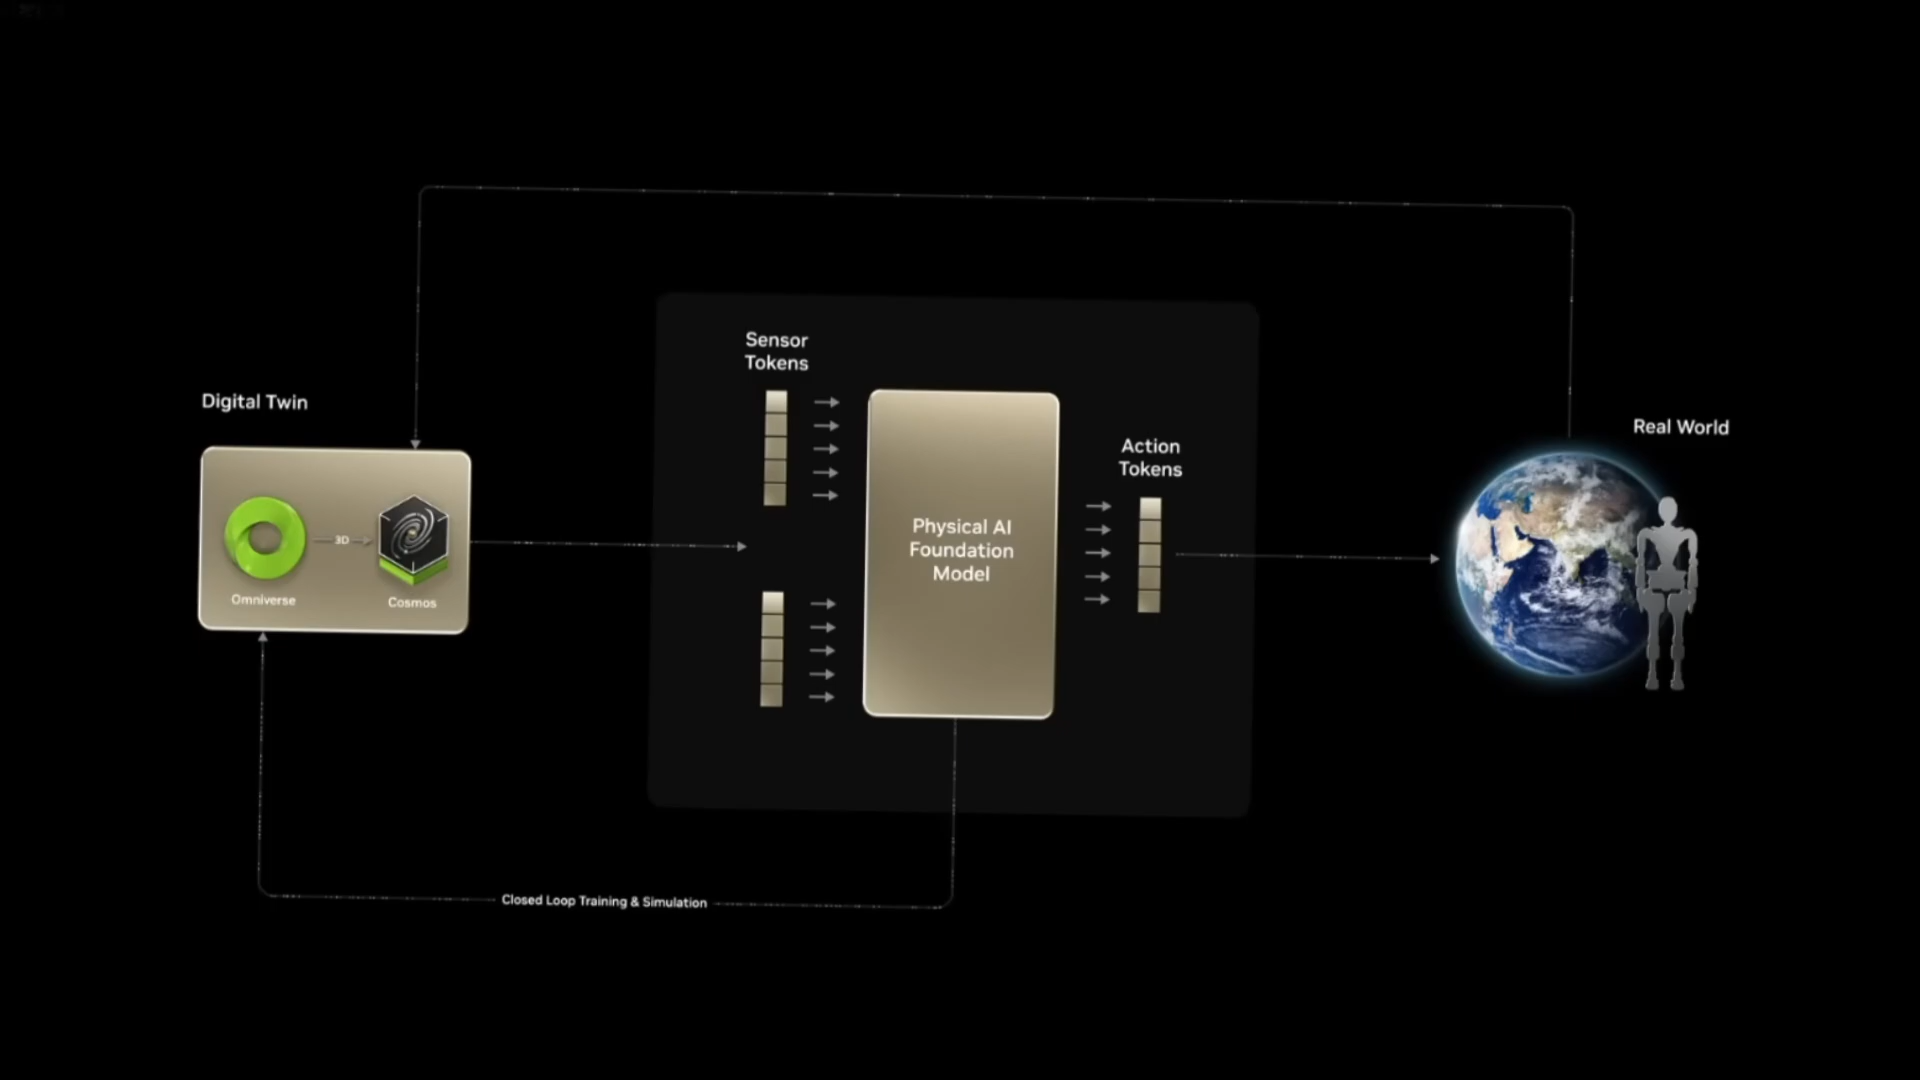 Sensor
Tokens
Digital Twin
Action
Tokens
Real World
Physical AI
Foundation
Model
3D
Omniverse
Cosmos
Closed Loop Training & Simulation